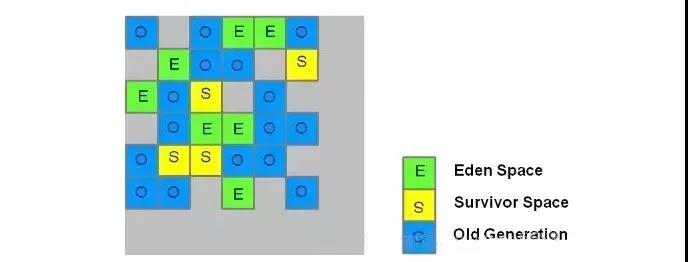 O O E E O
E O O S
E O S O
O E E O O
O S S O O
O O E O
E Eden Space
S Survivor Space
O Old Generation